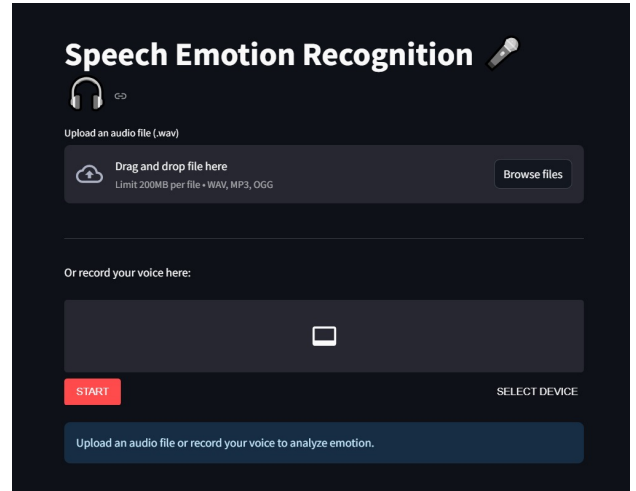 Speech Emotion Recognition
Upload an audio file (.wav)
Drag and drop file here
Limit 200MB per file • WAV, MP3, OGG
Browse files
Or record your voice here:
START
SELECT DEVICE
Upload an audio file or record your voice to analyze emotion.